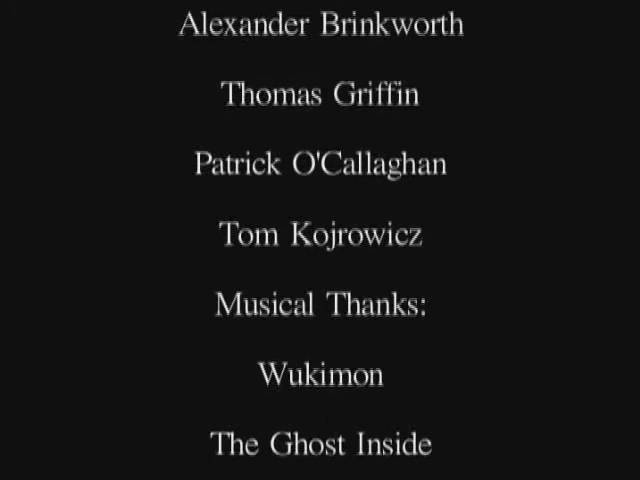 Alexander Brinkworth
Thomas Griffin
Patrick O'Callaghan
Tom Kojrowicz
Musical Thanks:
Wukimon
The Ghost Inside